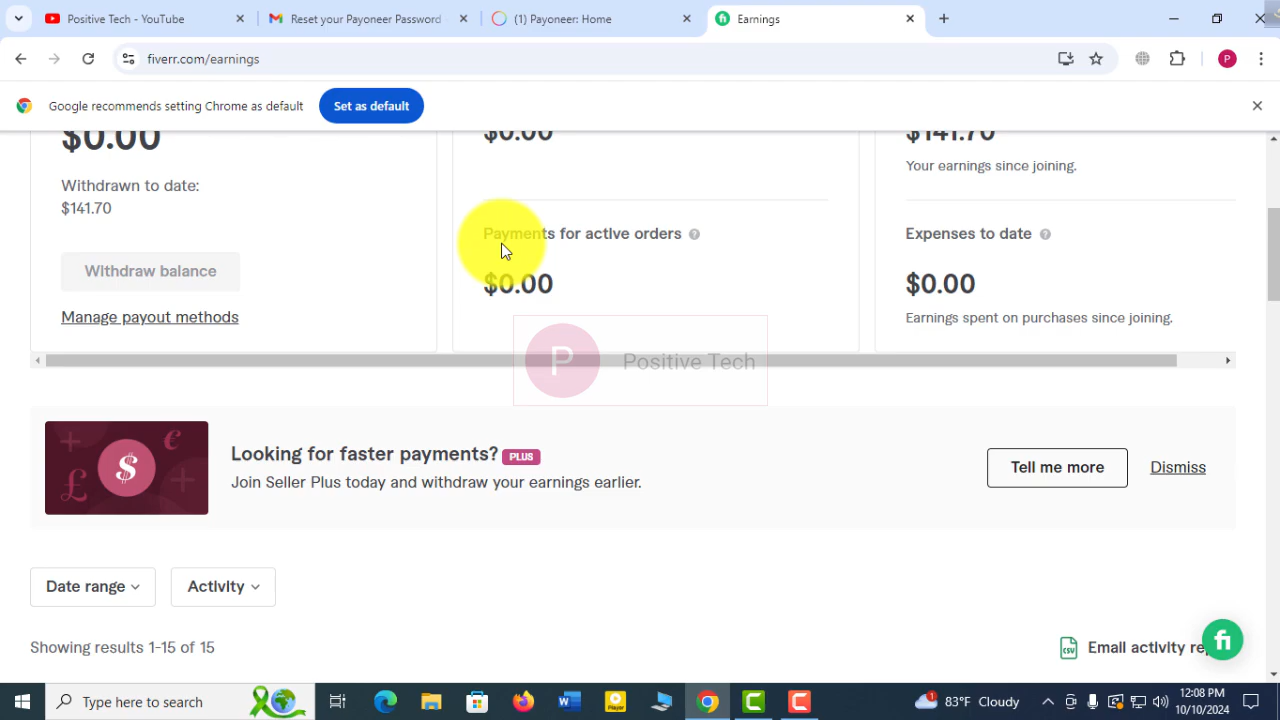 Positive Tech - YouTube
Reset your Payoneer Password
(1) Payoneer: Home
Earnings
fiverr.com/earnings
P
Google recommends setting Chrome as default
Set as default
$0.00
$0.00
$141.70
Withdrawn to date:
$141.70
Your earnings since joining.
Payments for active orders
Expenses to date
Withdraw balance
$0.00
$0.00
Manage payout methods
Earnings spent on purchases since joining.
P Positive Tech
Looking for faster payments? PLUS
Join Seller Plus today and withdraw your earnings earlier.
Tell me more
Dismiss
Date range
Activity
Showing results 1-15 of 15
CSV
Email activity
fi
Type here to search
Player
1
83°F Cloudy
12:08 PM
10/10/2024